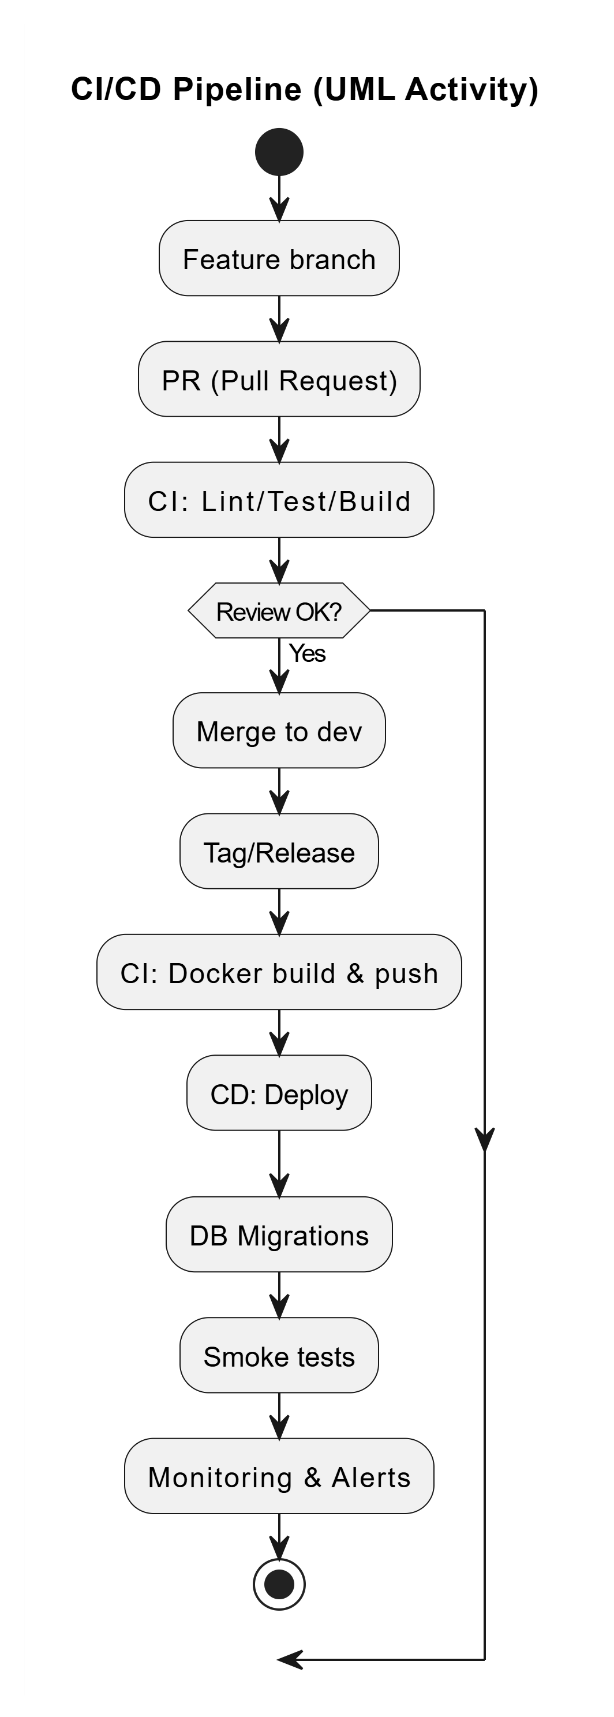 CI/CD Pipeline (UML Activity)
Feature branch
PR (Pull Request)
CI: Lint/Test/Build
Review OK?
Yes
Merge to dev
Tag/Release
CI: Docker build & push
CD: Deploy
DB Migrations
Smoke tests
Monitoring & Alerts